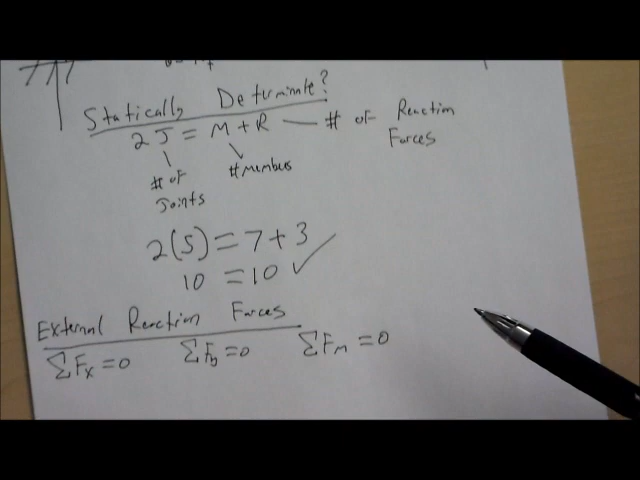 Statically Determinate?
2J = M + R — # of Reaction Forces
# of Joints
# Members
2(5) = 7 + 3
10 = 10 ✓
External Reaction Forces
ΣFx = 0 ΣFy = 0 ΣFM = 0